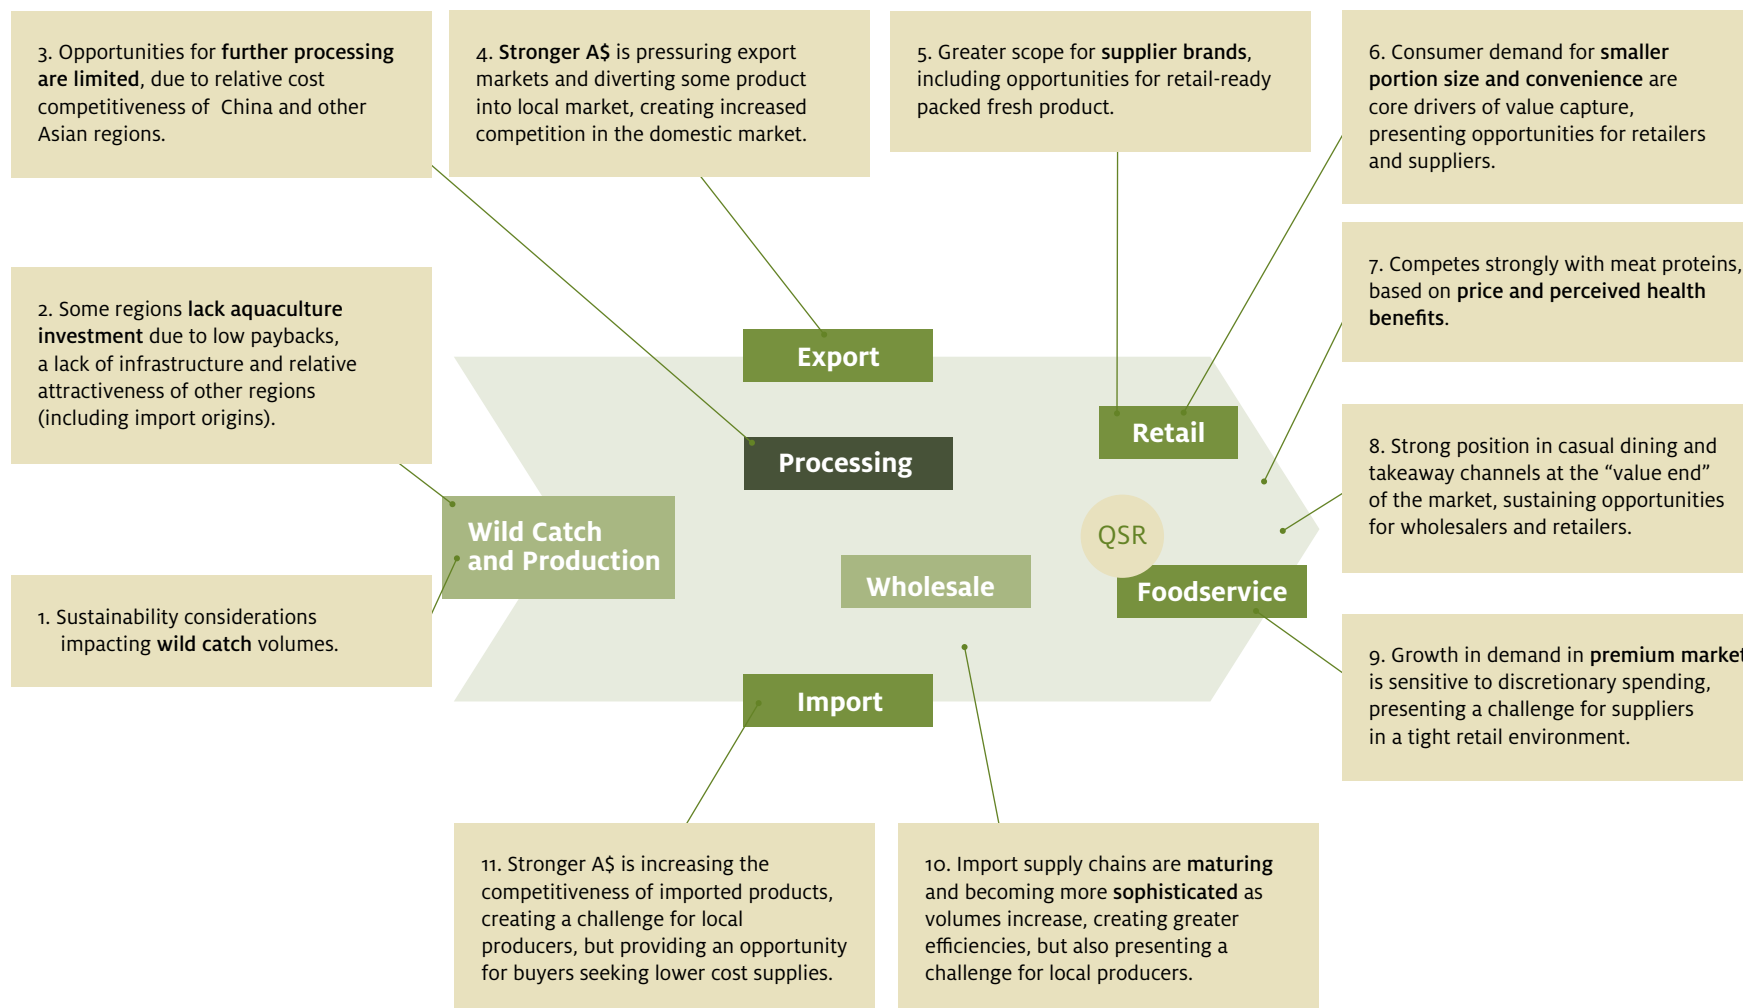 3. Opportunities for further processing
are limited, due to relative cost
competitiveness of China and other
Asian regions.
4. Stronger A$ is pressuring export
markets and diverting some product
into local market, creating increased
competition in the domestic market.
5. Greater scope for supplier brands,
including opportunities for retail-ready
packed fresh product.
6. Consumer demand for smaller
portion size and convenience are
core drivers of value capture,
presenting opportunities for retailers
and suppliers.
7. Competes strongly with meat proteins,
based on price and perceived health
benefits.
2. Some regions lack aquaculture
investment due to low paybacks,
a lack of infrastructure and relative
attractiveness of other regions
(including import origins).
Export
Retail
Processing
8. Strong position in casual dining and
takeaway channels at the “value end”
of the market, sustaining opportunities
for wholesalers and retailers.
Wild Catch
and Production
QSR
Wholesale
Foodservice
1. Sustainability considerations
impacting wild catch volumes.
9. Growth in demand in premium market
is sensitive to discretionary spending,
presenting a challenge for suppliers
in a tight retail environment.
Import
11. Stronger A$ is increasing the
competitiveness of imported products,
creating a challenge for local
producers, but providing an opportunity
for buyers seeking lower cost supplies.
10. Import supply chains are maturing
and becoming more sophisticated as
volumes increase, creating greater
efficiencies, but also presenting a
challenge for local producers.